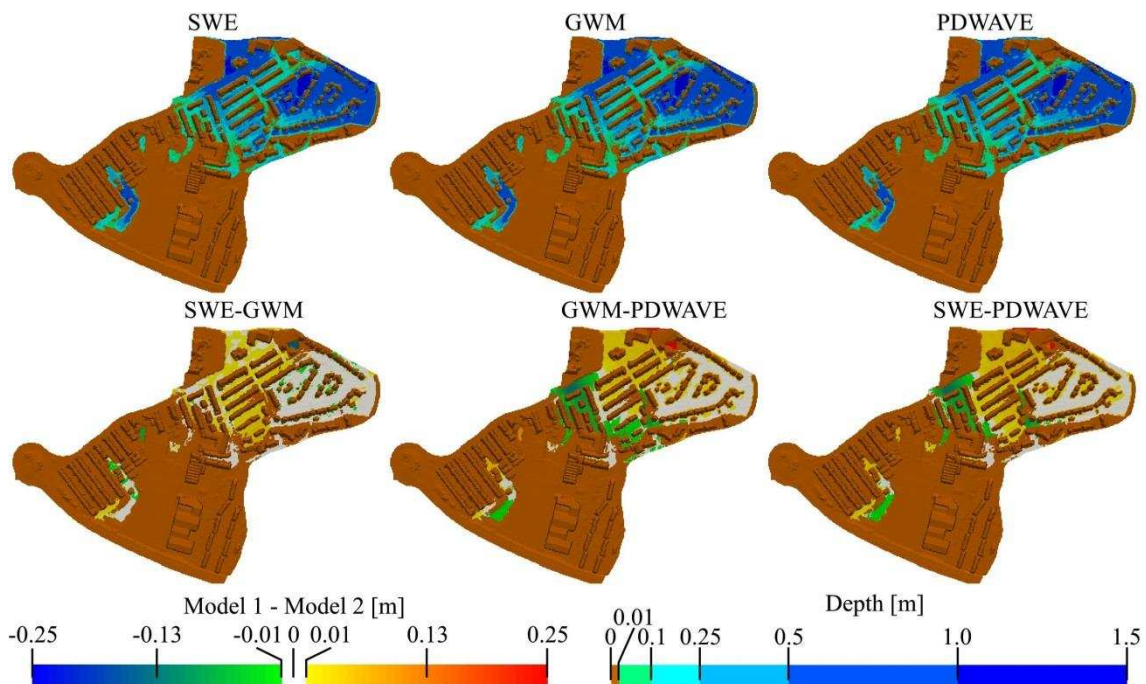 SWE GWM PDWAVE
SWE-GWM GWM-PDWAVE SWE-PDWAVE
Model 1 - Model 2 [m] Depth [m]
-0.25 -0.13 -0.01 0 0.01 0.13 0.25 0 0.01 0.1 0.25 0.5 1.0 1.5